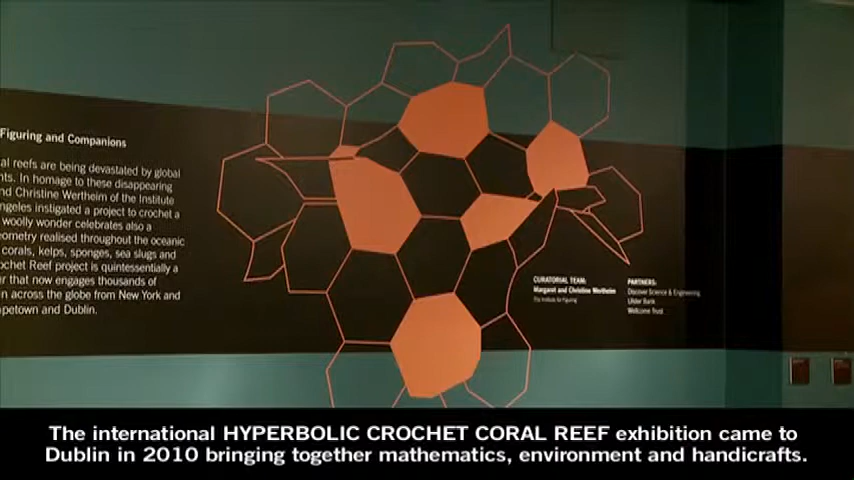 Figuring and Companions
al reefs are being devastated by global
nts. In homage to these disappearing
nd Christine Wertheim of the Institute
ngeles instigated a project to crochet a
woolly wonder celebrates also a
ometry realised throughout the oceanic
corals, kelps, sponges, sea slugs and
ochet Reef project is quintessentially a
r that now engages thousands of
n across the globe from New York and
petown and Dublin.
CURATORIAL TEAM:
Margaret and Christine Wertheim
The Institute for Figuring
PARTNERS:
Discover Science & Engineering
Ulster Bank
Wellcome Trust
The international HYPERBOLIC CROCHET CORAL REEF exhibition came to
Dublin in 2010 bringing together mathematics, environment and handicrafts.